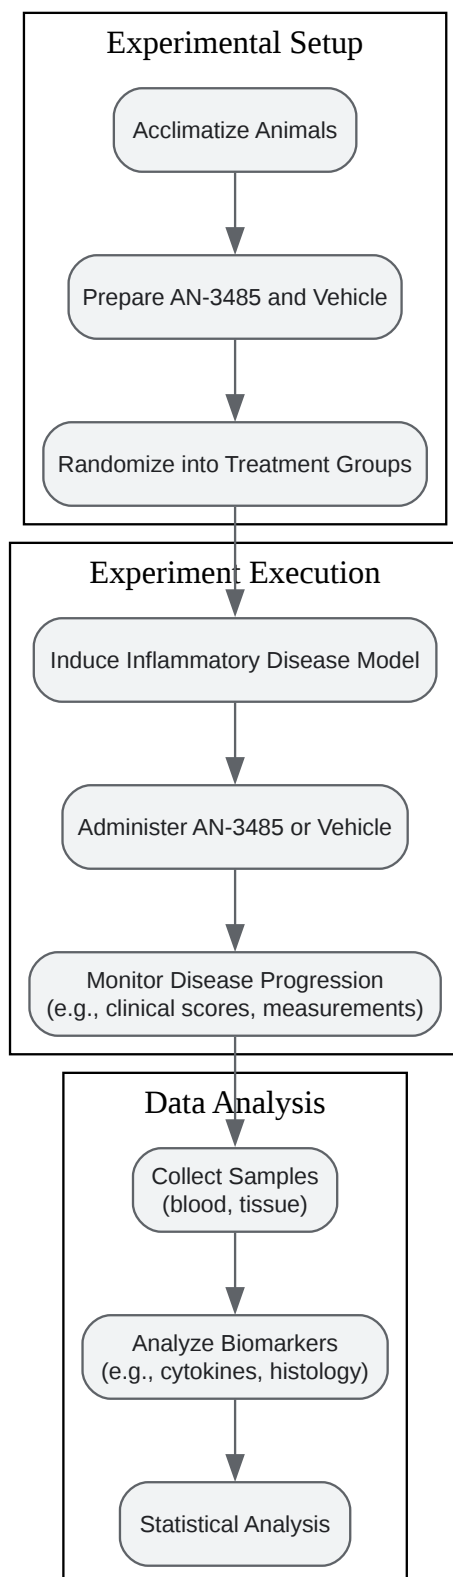 Experimental Setup
Acclimatize Animals
Prepare AN-3485 and Vehicle
Randomize into Treatment Groups
Experiment Execution
Induce Inflammatory Disease Model
Administer AN-3485 or Vehicle
Monitor Disease Progression
(e.g., clinical scores, measurements)
Data Analysis
Collect Samples
(blood, tissue)
Analyze Biomarkers
(e.g., cytokines, histology)
Statistical Analysis